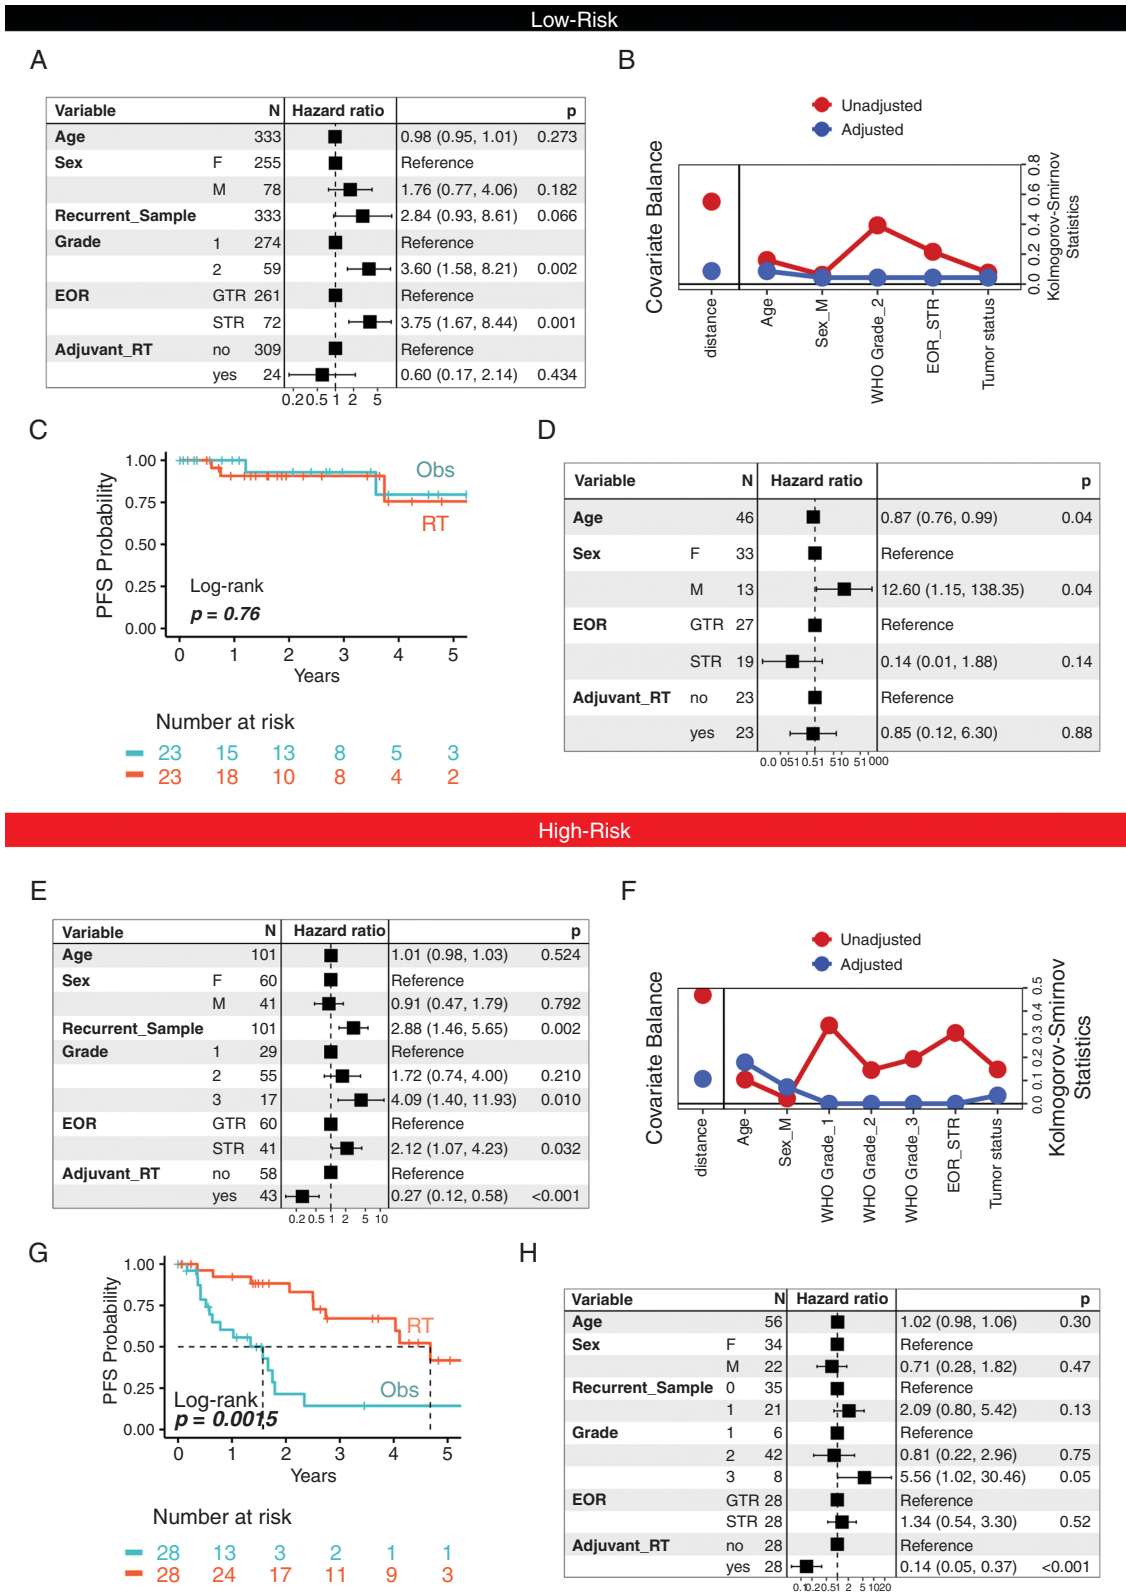 Low-Risk
A
Variable N Hazard ratio p
Age 333 0.98 (0.95, 1.01) 0.273
Sex F 255 Reference
M 78 1.76 (0.77, 4.06) 0.182
Recurrent_Sample 333 2.84 (0.93, 8.61) 0.066
Grade 1 274 Reference
2 59 3.60 (1.58, 8.21) 0.002
EOR GTR 261 Reference
STR 72 3.75 (1.67, 8.44) 0.001
Adjuvant_RT no 309 Reference
yes 24 0.60 (0.17, 2.14) 0.434
0.2 0.5 1 2 5
B
Unadjusted
Adjusted
Covariate Balance
0.0 0.2 0.4 0.6 0.8
Kolmogorov-Smirnov
Statistics
distance
Age
Sex_M
WHO Grade_2
EOR_STR
Tumor status
C
PFS Probability
1.00
0.75
0.50
0.25
0.00
Obs
RT
Log-rank
p = 0.76
0 1 2 3 4 5
Years
Number at risk
23 15 13 8 5 3
23 18 10 8 4 2
D
Variable N Hazard ratio p
Age 46 0.87 (0.76, 0.99) 0.04
Sex F 33 Reference
M 13 12.60 (1.15, 138.35) 0.04
EOR GTR 27 Reference
STR 19 0.14 (0.01, 1.88) 0.14
Adjuvant_RT no 23 Reference
yes 23 0.85 (0.12, 6.30) 0.88
0.0 051 0.51 510 51 000
High-Risk
E
Variable N Hazard ratio p
Age 101 1.01 (0.98, 1.03) 0.524
Sex F 60 Reference
M 41 0.91 (0.47, 1.79) 0.792
Recurrent_Sample 101 2.88 (1.46, 5.65) 0.002
Grade 1 29 Reference
2 55 1.72 (0.74, 4.00) 0.210
3 17 4.09 (1.40, 11.93) 0.010
EOR GTR 60 Reference
STR 41 2.12 (1.07, 4.23) 0.032
Adjuvant_RT no 58 Reference
yes 43 0.27 (0.12, 0.58) <0.001
0.2 0.5 1 2 5 10
F
Unadjusted
Adjusted
Covariate Balance
0.0 0.1 0.2 0.3 0.4 0.5
Kolmogorov-Smirnov
Statistics
distance
Age
Sex_M
WHO Grade_1
WHO Grade_2
WHO Grade_3
EOR_STR
Tumor status
G
PFS Probability
1.00
0.75
0.50
0.25
0.00
RT
Obs
Log-rank
p = 0.0015
0 1 2 3 4 5
Years
Number at risk
28 13 3 2 1 1
28 24 17 11 9 3
H
Variable N Hazard ratio p
Age 56 1.02 (0.98, 1.06) 0.30
Sex F 34 Reference
M 22 0.71 (0.28, 1.82) 0.47
Recurrent_Sample 0 35 Reference
1 21 2.09 (0.80, 5.42) 0.13
Grade 1 6 Reference
2 42 0.81 (0.22, 2.96) 0.75
3 8 5.56 (1.02, 30.46) 0.05
EOR GTR 28 Reference
STR 28 1.34 (0.54, 3.30) 0.52
Adjuvant_RT no 28 Reference
yes 28 0.14 (0.05, 0.37) <0.001
0.10.20.51 2 5 1020